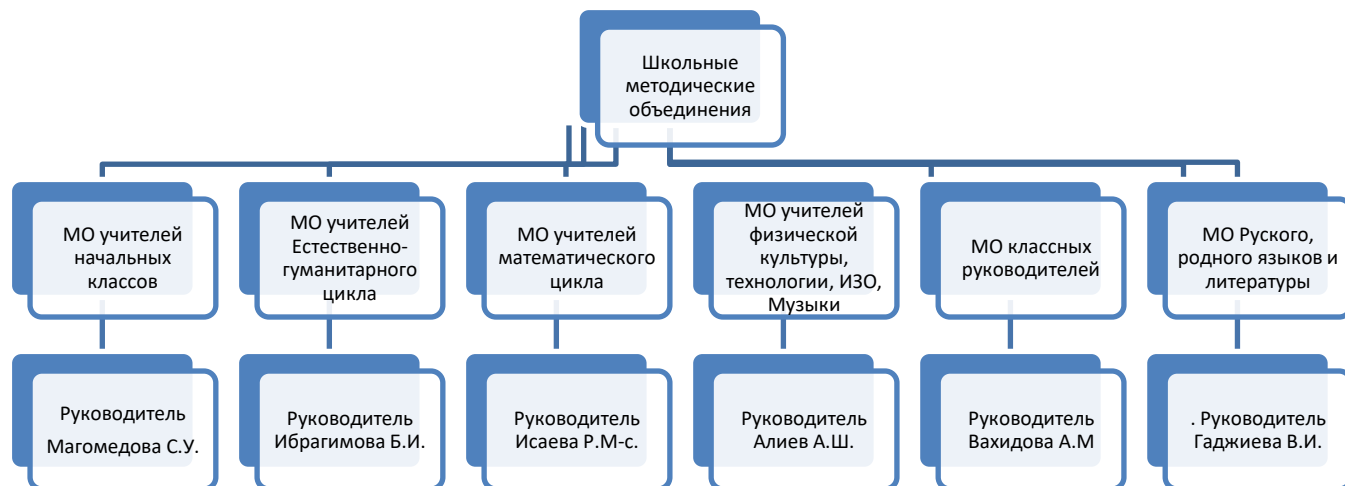 Школьные
методические
объединения
МО учителей
начальных
классов
МО учителей
Естественно-
гуманитарного
цикла
МО учителей
математического
цикла
МО учителей
физической
культуры,
технологии, ИЗО,
Музыки
МО классных
руководителей
МО Руского,
родного языков и
литературы
Руководитель
Магомедова С.У.
Руководитель
Ибрагимова Б.И.
Руководитель
Исаева Р.М-с.
Руководитель
Алиев А.Ш.
Руководитель
Вахидова А.М
. Руководитель
Гаджиева В.И.